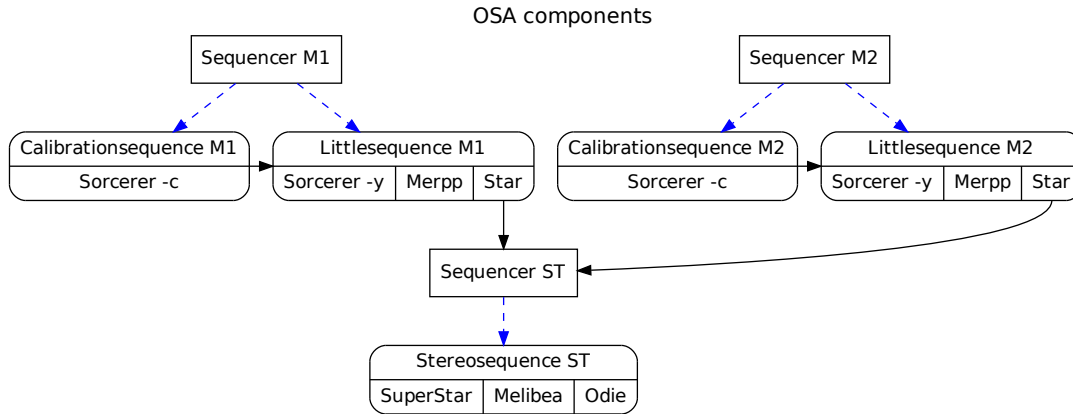 OSA components
Sequencer M1
Sequencer M2
Calibrationsequence M1
Littlesequence M1
Calibrationsequence M2
Littlesequence M2
Sorcerer -c
Sorcerer -y
Merpp
Star
Sorcerer -c
Sorcerer -y
Merpp
Star
Sequencer ST
Stereosequence ST
SuperStar
Melibea
Odie